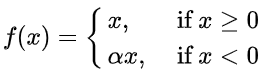 f(x) = { x, if x ≥ 0
αx, if x < 0